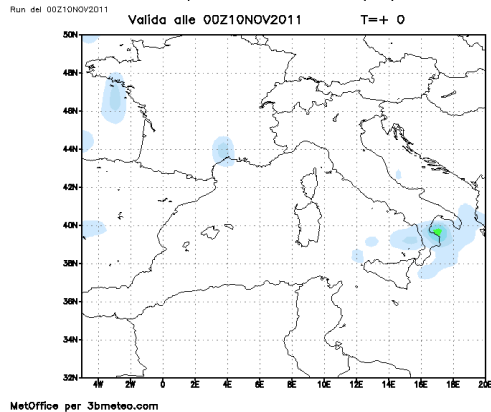 Run del 00Z10NOV2011
Valida alle 00Z10NOV2011 T=+ 0
50N
48N
46N
44N
42N
40N
38N
36N
34N
32N
4W 2W 0 2E 4E 6E 8E 10E 12E 14E 16E 18E 20E
MetOffice per 3bmeteo.com